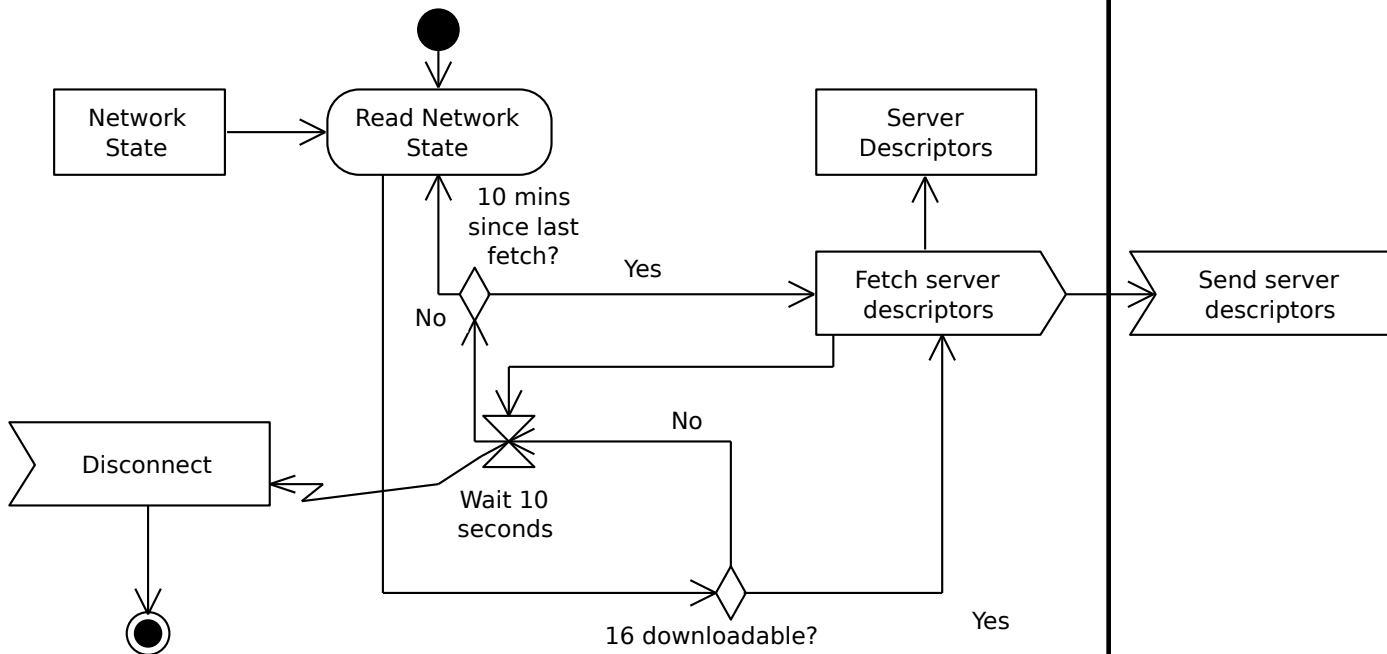 Network
State
Read Network
State
Server
Descriptors
10 mins
since last
fetch?
Yes
No
Fetch server
descriptors
Send server
descriptors
No
Disconnect
Wait 10
seconds
16 downloadable?
Yes